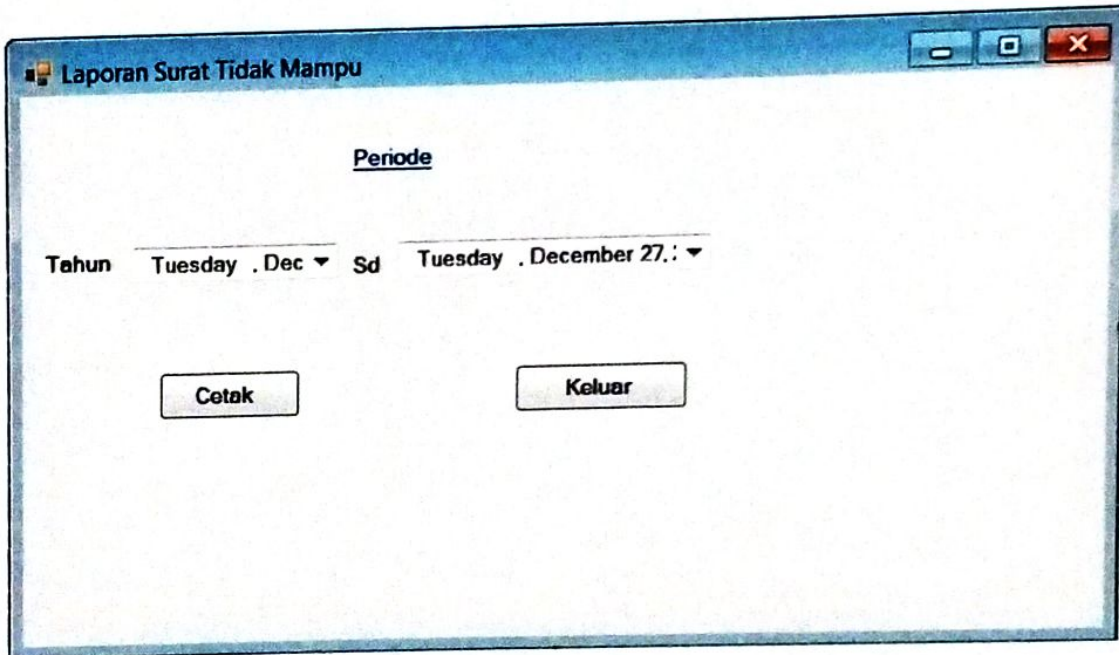 Laporan Surat Tidak Mampu
Periode
Tahun Tuesday , Dec Sd Tuesday , December 27,
Cetak Keluar